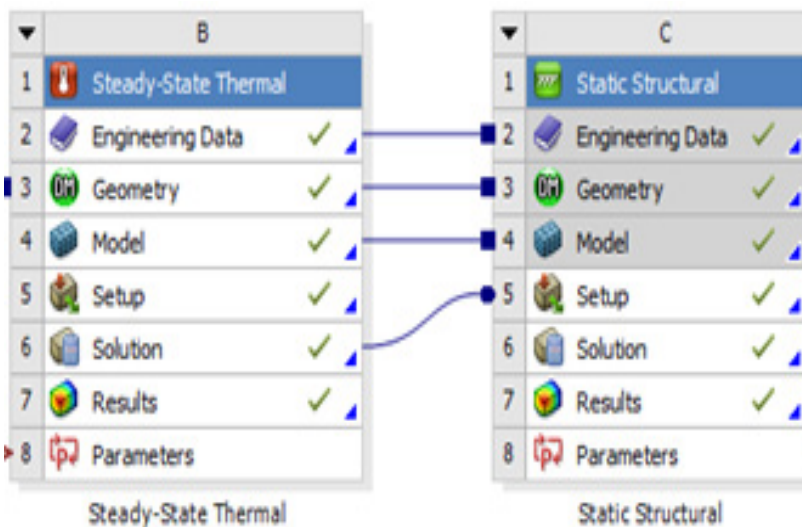 B
1 Steady-State Thermal
2 Engineering Data
3 DM Geometry
4 Model
5 Setup
6 Solution
7 Results
8 Parameters
Steady-State Thermal
C
1 Static Structural
2 Engineering Data
3 DM Geometry
4 Model
5 Setup
6 Solution
7 Results
8 Parameters
Static Structural